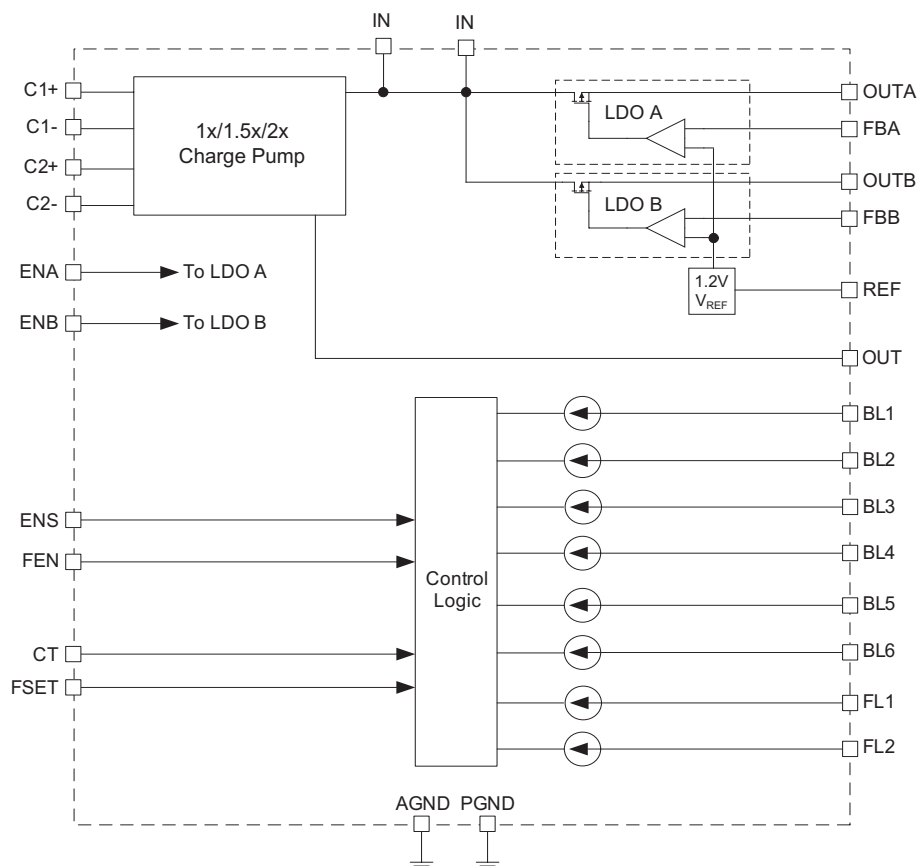 IN
IN
C1+
C1-
C2+
C2-
1x/1.5x/2x
Charge Pump
LDO A
OUTA
FBA
LDO B
OUTB
FBB
ENA
To LDO A
ENB
To LDO B
1.2V
VREF
REF
OUT
BL1
BL2
BL3
BL4
BL5
BL6
FL1
FL2
ENS
FEN
CT
FSET
Control
Logic
AGND
PGND